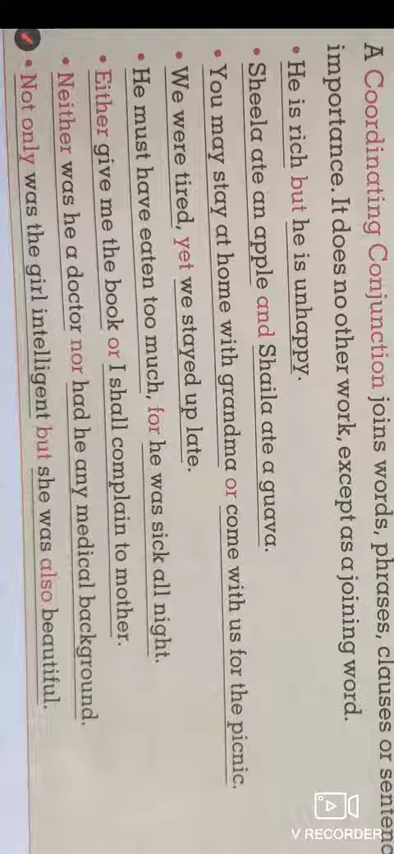 A Coordinating Conjunction joins words, phrases, clauses or
importance. It does no other work, except as a joining word.
• He is rich but he is unhappy.
• Sheela ate an apple and Shaila ate a guava.
• You may stay at home with grandma or come with us for the picnic.
• We were tired, yet we stayed up late.
• He must have eaten too much, for he was sick all night.
• Either give me the book or I shall complain to mother.
• Neither was he a doctor nor had he any medical background.
• Not only was the girl intelligent but she was also beautiful.
V RECORDER